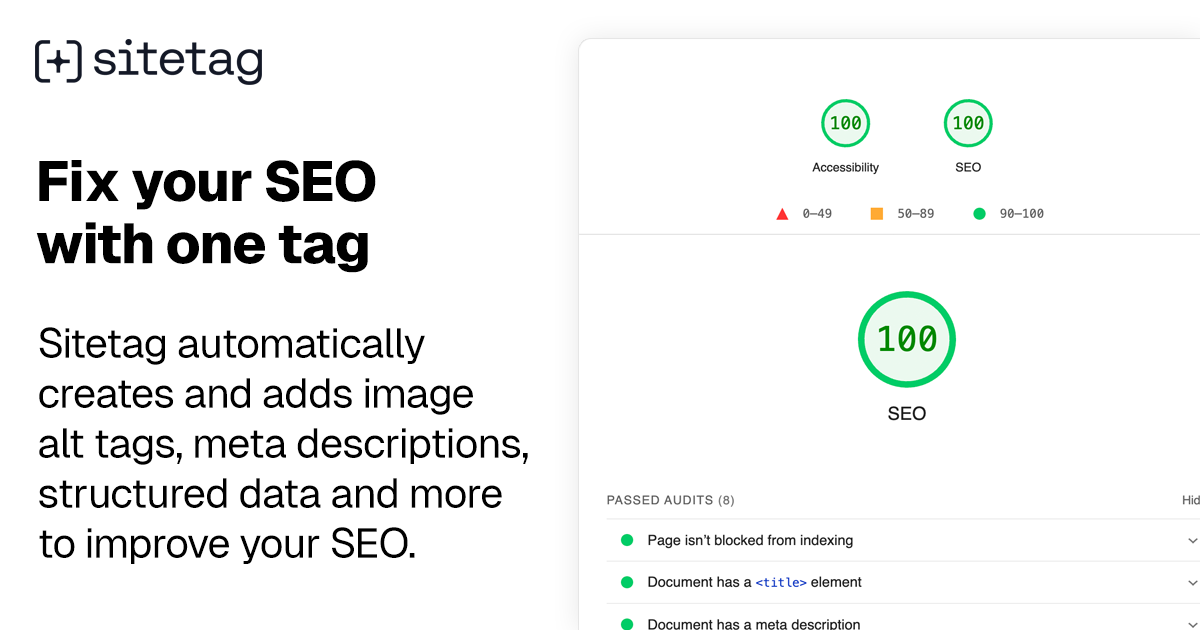 [+] sitetag
Fix your SEO
with one tag
Sitetag automatically
creates and adds image
alt tags, meta descriptions,
structured data and more
to improve your SEO.
100
100
Accessibility
SEO
0–49
50–89
90–100
100
SEO
PASSED AUDITS (8)
Hid
Page isn’t blocked from indexing
Document has a <title> element
Document has a meta description